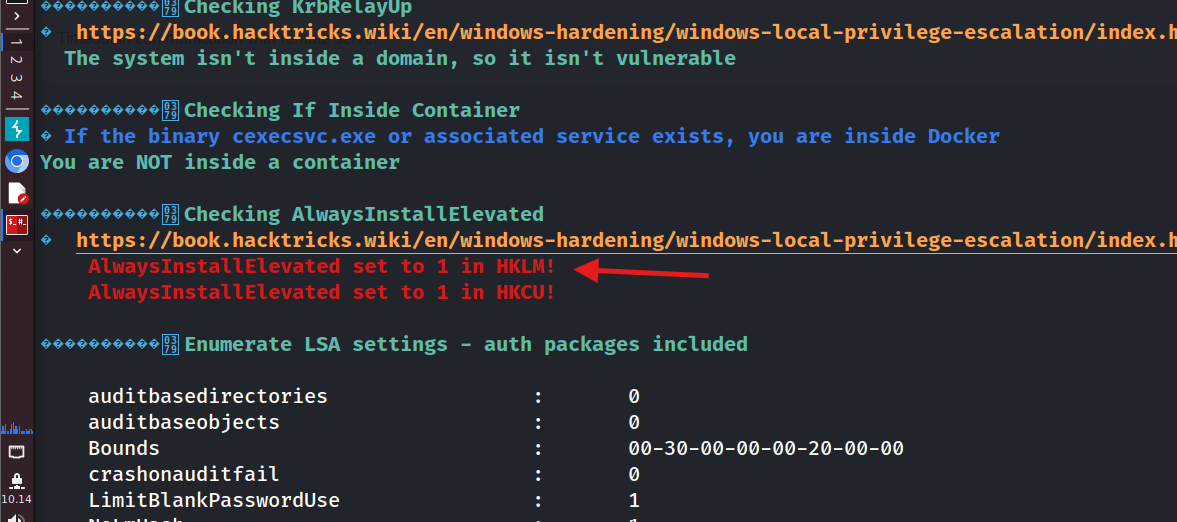 Checking KrbRelayUp
https://book.hacktricks.wiki/en/windows-hardening/windows-local-privilege-escalation/index.h
The system isn't inside a domain, so it isn't vulnerable
Checking If Inside Container
If the binary cexecsvc.exe or associated service exists, you are inside Docker
You are NOT inside a container
Checking AlwaysInstallElevated
https://book.hacktricks.wiki/en/windows-hardening/windows-local-privilege-escalation/index.h
AlwaysInstallElevated set to 1 in HKLM!
AlwaysInstallElevated set to 1 in HKCU!
Enumerate LSA settings - auth packages included
auditbasedirectories : 0
auditbaseobjects : 0
Bounds : 00-30-00-00-00-20-00-00
crashonauditfail : 0
LimitBlankPasswordUse : 1
1
2
3
4
10.14